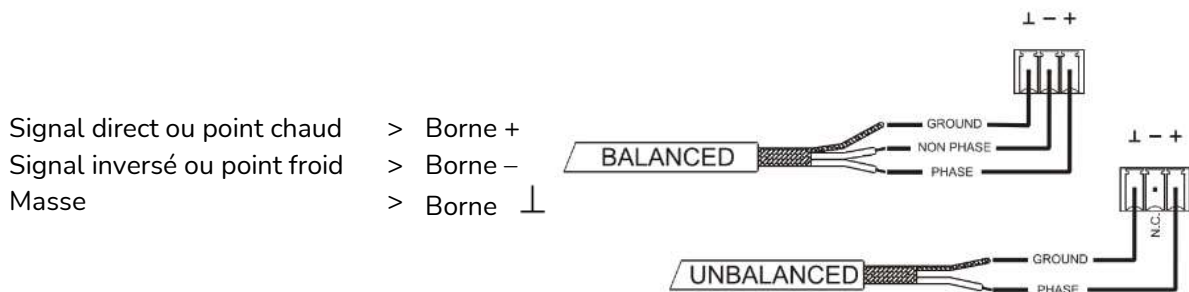 Signal direct ou point chaud > Borne +
Signal inversé ou point froid > Borne –
Masse > Borne ⊥
⊥ – +
GROUND
BALANCED
NON PHASE
PHASE
⊥ – +
N.C.
GROUND
UNBALANCED
PHASE